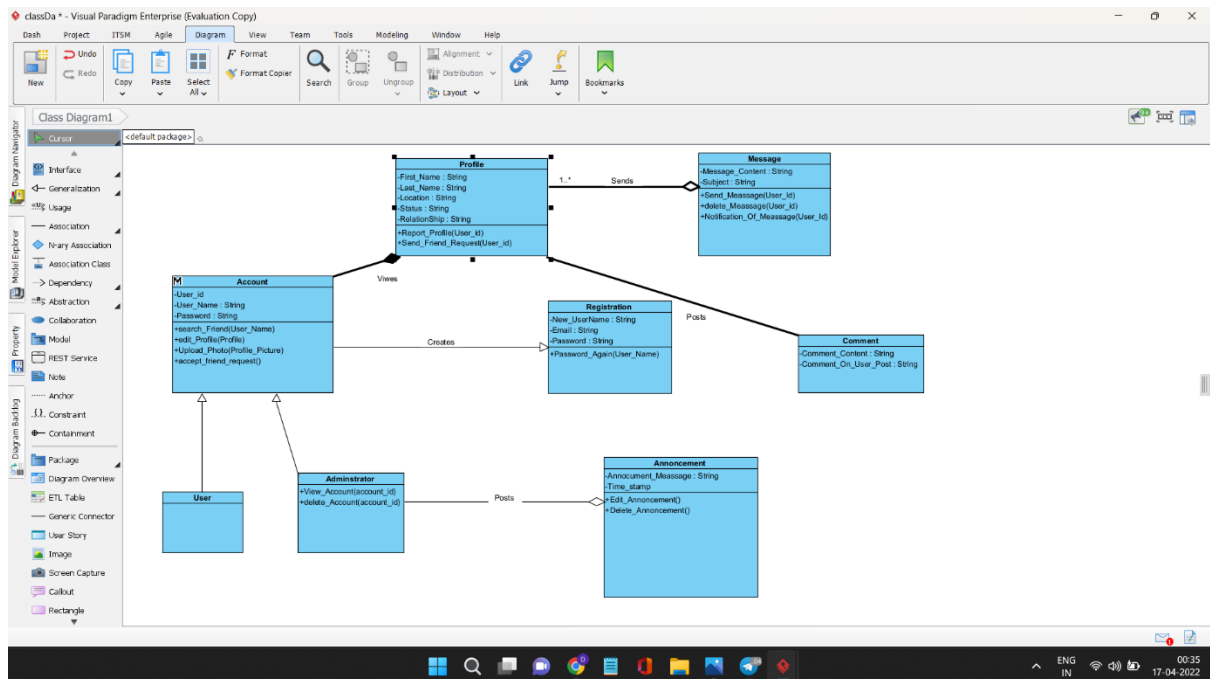 classDa * - Visual Paradigm Enterprise (Evaluation Copy)
Dash Project ITSM Agile Diagram View Team Tools Modeling Window Help
New
Undo
Redo
Copy
Paste
Select
All
Format
Format Copier
Search
Group
Ungroup
Alignment
Distribution
Layout
Link
Jump
Bookmarks
Class Diagram1
Diagram Navigator
Model Explorer
Property
Diagram Backlog
Cursor
Interface
Generalization
Usage
Association
N-ary Association
Association Class
Dependency
Abstraction
Collaboration
Model
REST Service
Note
Anchor
Constraint
Containment
Package
Diagram Overview
ETL Table
Generic Connector
User Story
Image
Screen Capture
Callout
Rectangle
<default package>
Profile
-First_Name : String
-Last_Name : String
-Location : String
-Status : String
-RelationShip : String
+Report_Profile(User_id)
+Send_Friend_Request(User_id)
1..*
Sends
Message
-Message_Content : String
-Subject : String
+Send_Meassage(User_Id)
+delete_Meassage(User_id)
+Notification_Of_Meassage(User_Id)
Viwes
M
Account
-User_id
-User_Name : String
-Password : String
+search_Friend(User_Name)
+edit_Profile(Profile)
+Upload_Photo(Profile_Picture)
+accept_friend_request()
Creates
Registration
-New_UserName : String
-Email : String
-Password : String
+Password_Again(User_Name)
Posts
Comment
-Comment_Content : String
-Comment_On_User_Post : String
User
Adminstrator
+View_Account(account_id)
+delete_Account(account_id)
Posts
Annoncement
-Annocument_Meassage : String
-Time_stamp
+Edit_Annoncement()
+Delete_Annoncement()
ENG
IN
00:35
17-04-2022